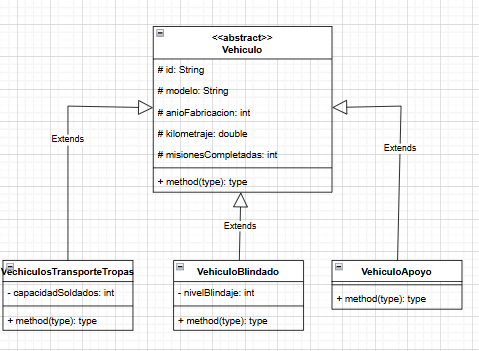 <<abstract>>
Vehiculo
# id: String
# modelo: String
# anioFabricacion: int
# kilometraje: double
# misionesCompletadas: int
+ method(type): type
Extends
Extends
Extends
VechiculosTransporteTropas
- capacidadSoldados: int
+ method(type): type
VehiculoBlindado
- nivelBlindaje: int
+ method(type): type
VehiculoApoyo
+ method(type): type